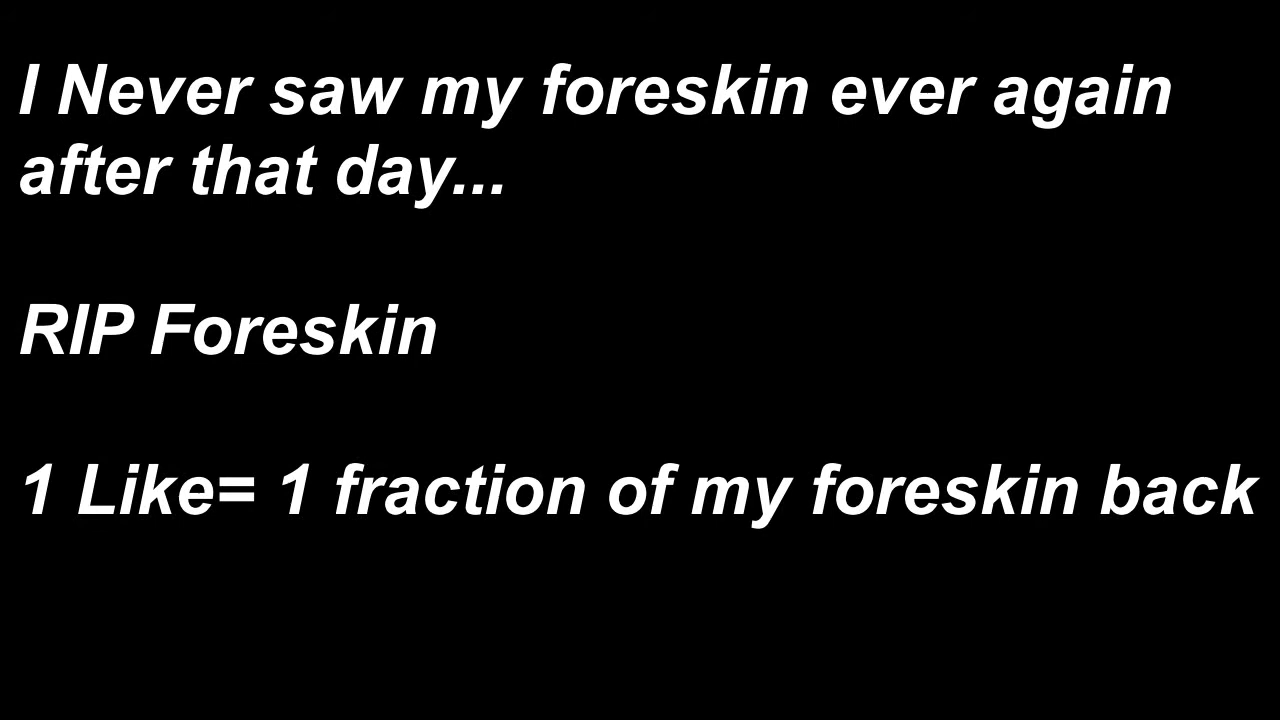 I Never saw my foreskin ever again
after that day...
RIP Foreskin
1 Like= 1 fraction of my foreskin back